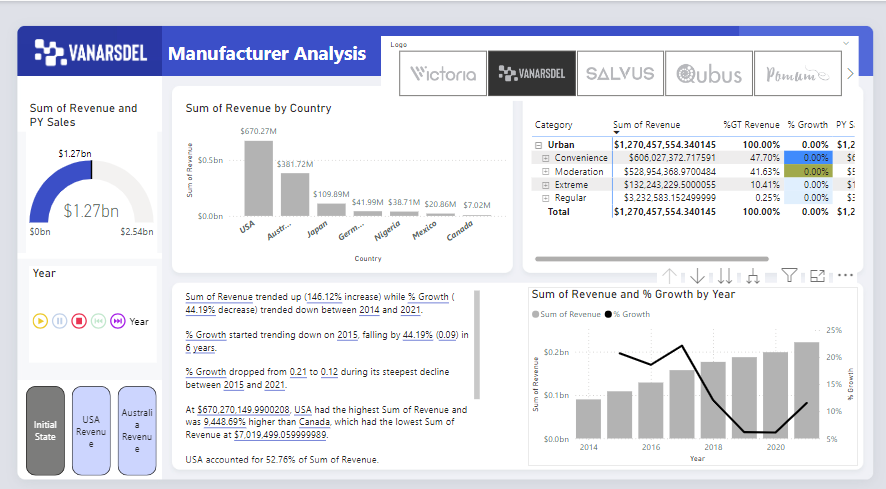 VANARSDEL
Manufacturer Analysis
Logo
Victoria
VANARSDEL
SALVUS
Qubus
Pomum
Sum of Revenue and
PY Sales
$1.27bn
$1.27bn
$0bn
$2.54bn
Year
Year
Initial
State
USA
Revenu
e
Australi
a
Revenu
e
Sum of Revenue by Country
Sum of Revenue
$0.5bn
$0.0bn
$670.27M
$381.72M
$109.89M
$41.99M
$38.71M
$20.86M
$7.02M
USA
Austr...
Japan
Germ...
Nigeria
Mexico
Canada
Country
Category Sum of Revenue %GT Revenue % Growth PY S
Urban $1,270,457,554.340145 100.00% 0.00% $1,2
Convenience $606,027,372.717591 47.70% 0.00% $6
Moderation $528,954,368.9700484 41.63% 0.00% $5
Extreme $132,243,229.5000055 10.41% 0.00% $1
Regular $3,232,583.152499999 0.25% 0.00% $3
Total $1,270,457,554.340145 100.00% 0.00% $1,2
Sum of Revenue trended up (146.12% increase) while % Growth (
44.19% decrease) trended down between 2014 and 2021.
% Growth started trending down on 2015, falling by 44.19% (0.09) in
6 years.
% Growth dropped from 0.21 to 0.12 during its steepest decline
between 2015 and 2021.
At $670,270,149.9900208, USA had the highest Sum of Revenue and
was 9,448.69% higher than Canada, which had the lowest Sum of
Revenue at $7,019,499.059999989.
USA accounted for 52.76% of Sum of Revenue.
Sum of Revenue and % Growth by Year
Sum of Revenue % Growth
Sum of Revenue
$0.2bn
$0.1bn
$0.0bn
25%
20%
15%
10%
5%
% Growth
2014
2016
2018
2020
Year